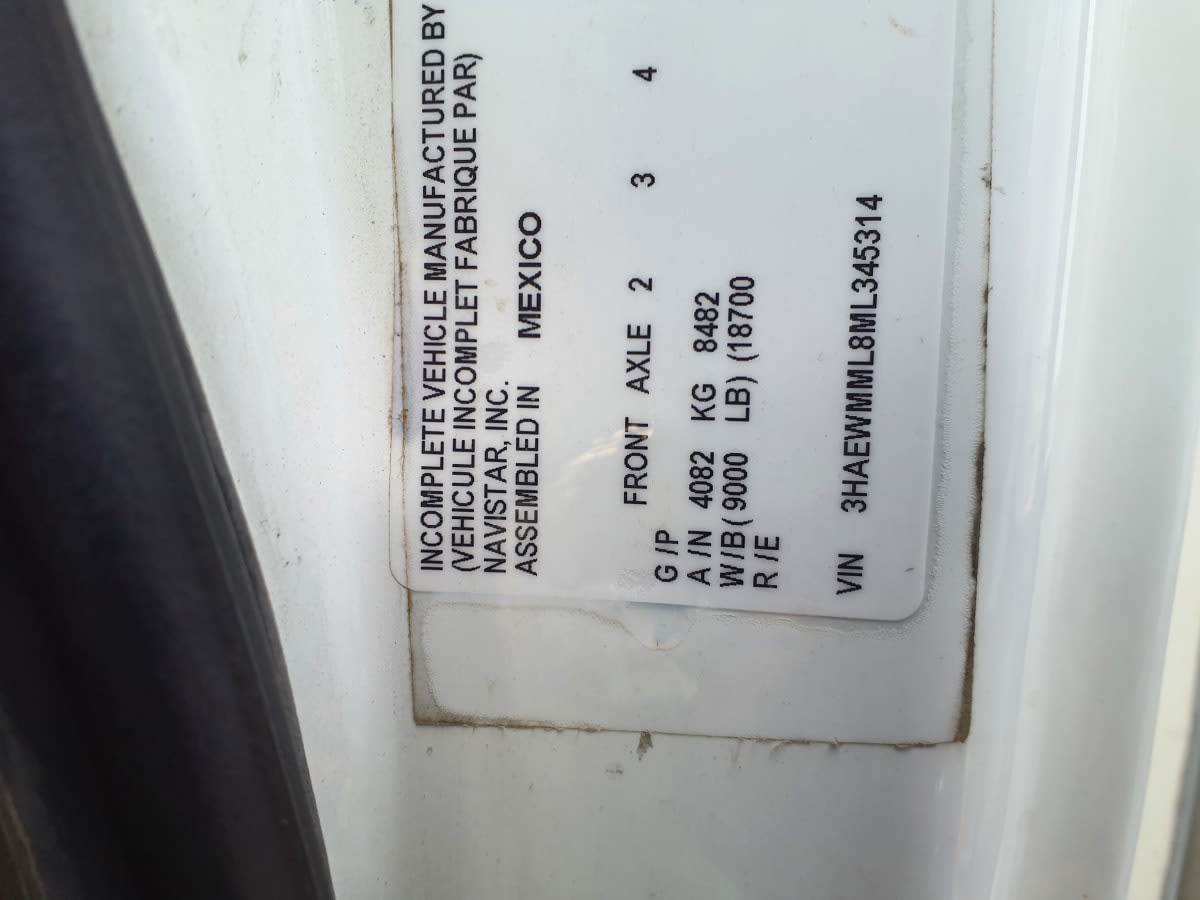 INCOMPLETE VEHICLE MANUFACTURED BY
(VEHICULE INCOMPLET FABRIQUE PAR)
NAVISTAR, INC.
ASSEMBLED IN MEXICO
FRONT AXLE 2 3 4
G /P
A /N 4082 KG 8482
W/B( 9000 LB) (18700
R /E
VIN 3HAEWMML8ML345314